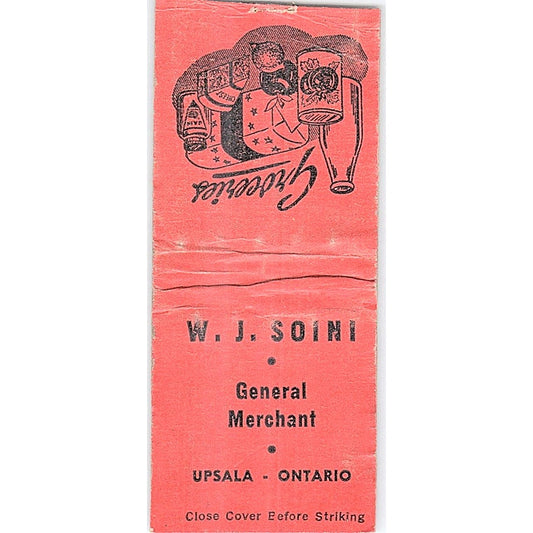 Groceries
W. J. SOINI
General
Merchant
UPSALA - ONTARIO
Close Cover Before Striking